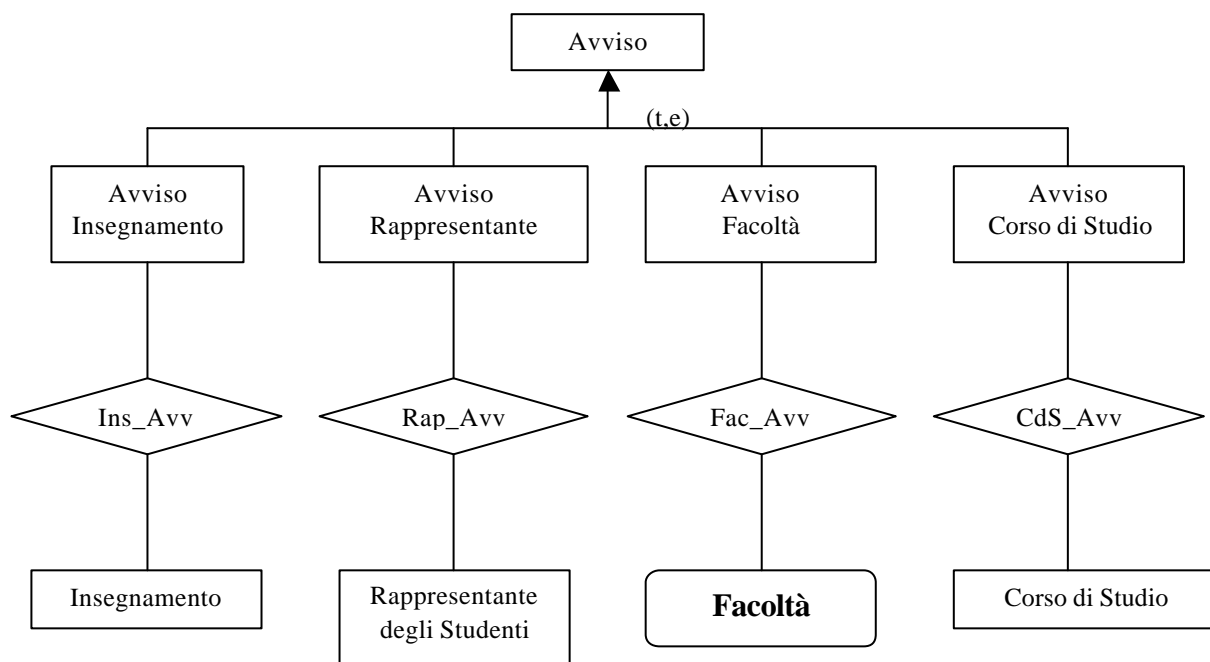 Avviso
(t,e)
Avviso
Insegnamento
Avviso
Rappresentante
Avviso
Facoltà
Avviso
Corso di Studio
Ins_Avv
Rap_Avv
Fac_Avv
CdS_Avv
Insegnamento
Rappresentante
degli Studenti
Facoltà
Corso di Studio